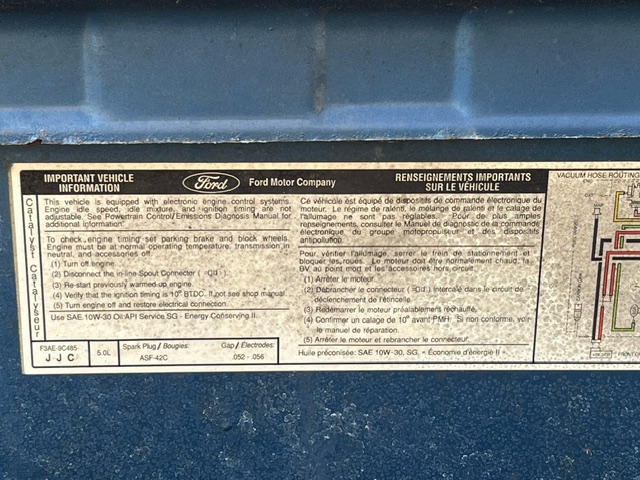 IMPORTANT VEHICLE
INFORMATION
Ford
Ford Motor Company
RENSEIGNEMENTS IMPORTANTS
SUR LE VÉHICULE
VACUUM HOSE ROUTING
Catalyst
Catalyseur
This vehicle is equipped with electronic engine control systems.
Engine idle speed, idle mixture, and ignition timing are not
adjustable. See Powertrain Control/Emissions Diagnosis Manual for
additional information"
To check engine timing set parking brake and block wheels.
Engine must be at normal operating temperature, transmission in
neutral, and accessories off.
(1) Turn off engine.
(2) Disconnect the in-line Spout Connector
(3) Re-start previously warmed-up engine.
(4) Verify that the ignition timing is 10° BTDC. If not see shop manual.
(5) Turn engine off and restore electrical connection.
Use SAE 10W-30 Oil API Service SG - Energy Conserving II.
F3AE-9C485-
J J C
5.0L
Spark Plug / Bougies:
ASF-42C
Gap / Electrodes:
.052 - .056
Ce véhicule est équipé de dispositifs de commande électronique du
moteur. Le régime de ralenti, le mélange de ralenti et le calage de
l'allumage ne sont pas réglables. Pour de plus amples
renseignements, consulter le Manuel de diagnostic de la commande
électronique du groupe motopropulseur et des dispositifs
antipollution.
Pour vérifier l'allumage, serrer le frein de stationnement et
bloquer les roues. Le moteur doit être normalement chaud, la
BV au point mort et les accessoires hors circuit.
(1) Arrêter le moteur.
(2) Débrancher le connecteur intercalé dans le circuit de
déclenchement de l'étincelle.
(3) Redémarrer le moteur préalablement réchauffé.
(4) Confirmer un calage de 10° avant PMH. Si non conforme, voir
le manuel de réparation.
(5) Arrêter le moteur et rebrancher le connecteur.
Huile préconisée: SAE 10W-30, SG, « Économie d'énergie II »
FRONT